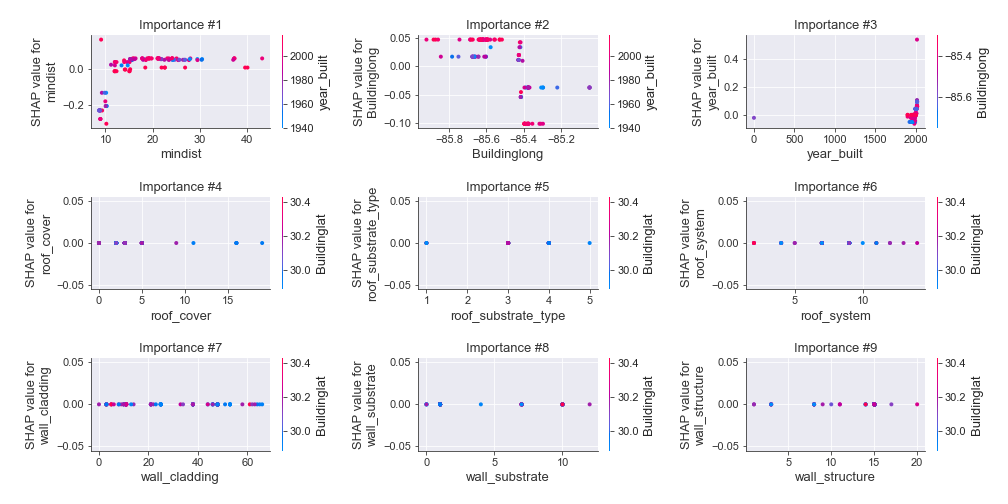 Importance #1
SHAP value for
mindist
0.0
−0.2
10
20
30
40
mindist
2000
1980
1960
1940
year_built
Importance #2
SHAP value for
Buildinglong
0.05
0.00
−0.05
−0.10
−85.8
−85.6
−85.4
−85.2
Buildinglong
2000
1980
1960
1940
year_built
Importance #3
SHAP value for
year_built
0.4
0.2
0.0
0
500
1000
1500
2000
year_built
−85.4
−85.6
Buildinglong
Importance #4
SHAP value for
roof_cover
0.05
0.00
−0.05
0
5
10
15
roof_cover
30.4
30.2
30.0
Buildinglat
Importance #5
SHAP value for
roof_substrate_type
0.05
0.00
−0.05
1
2
3
4
5
roof_substrate_type
30.4
30.2
30.0
Buildinglat
Importance #6
SHAP value for
roof_system
0.05
0.00
−0.05
5
10
roof_system
30.4
30.2
30.0
Buildinglat
Importance #7
SHAP value for
wall_cladding
0.05
0.00
−0.05
0
20
40
60
wall_cladding
30.4
30.2
30.0
Buildinglat
Importance #8
SHAP value for
wall_substrate
0.05
0.00
−0.05
0
5
10
wall_substrate
30.4
30.2
30.0
Buildinglat
Importance #9
SHAP value for
wall_structure
0.05
0.00
−0.05
5
10
15
20
wall_structure
30.4
30.2
30.0
Buildinglat